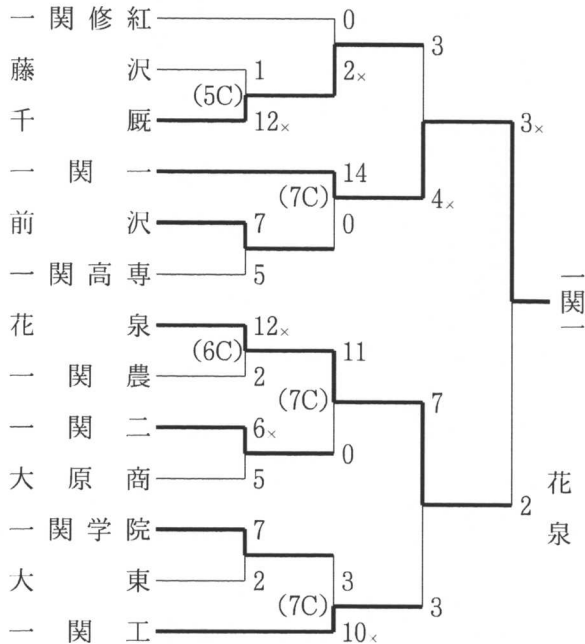 一関修紅 0
3
藤沢 1 2×
(5C)
千厩 12× 3×
一関一 14
(7C) 4×
前沢 7 0
一関高専 5
一関一
花泉 12×
(6C) 11
一関農 2
(7C) 7
一関二 6×
0
大原商 5
花泉
2
一関学院 7
大東 2 3
(7C) 3
一関工 10×